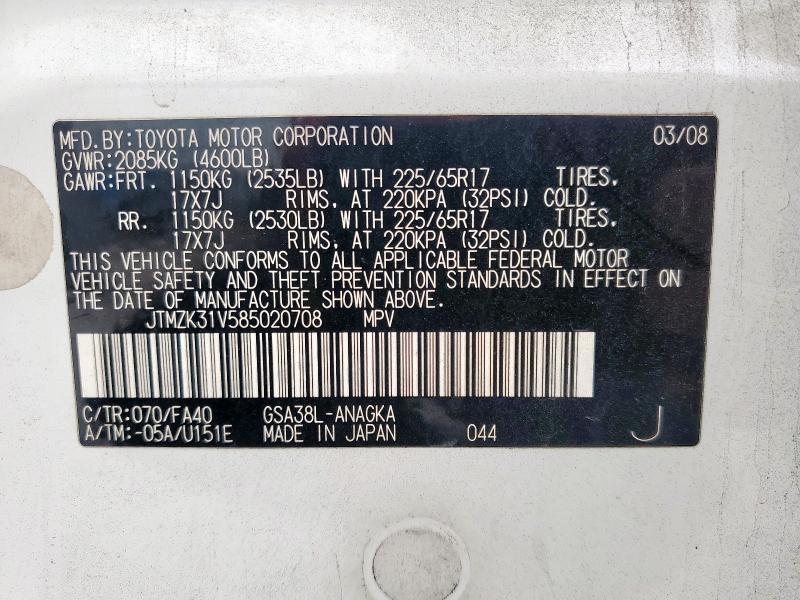 MFD.BY:TOYOTA MOTOR CORPORATION 03/08
GVWR:2085KG (4600LB)
GAWR:FRT. 1150KG (2535LB) WITH 225/65R17 TIRES.
17X7J RIMS. AT 220KPA (32PSI) COLD.
RR. 1150KG (2530LB) WITH 225/65R17 TIRES.
17X7J RIMS. AT 220KPA (32PSI) COLD.
THIS VEHICLE CONFORMS TO ALL APPLICABLE FEDERAL MOTOR
VEHICLE SAFETY AND THEFT PREVENTION STANDARDS IN EFFECT ON
THE DATE OF MANUFACTURE SHOWN ABOVE.
JTMZK31V585020708 MPV
C/TR:070/FA40 GSA38L-ANAGKA
A/TM:-05A/U151E MADE IN JAPAN 044 J